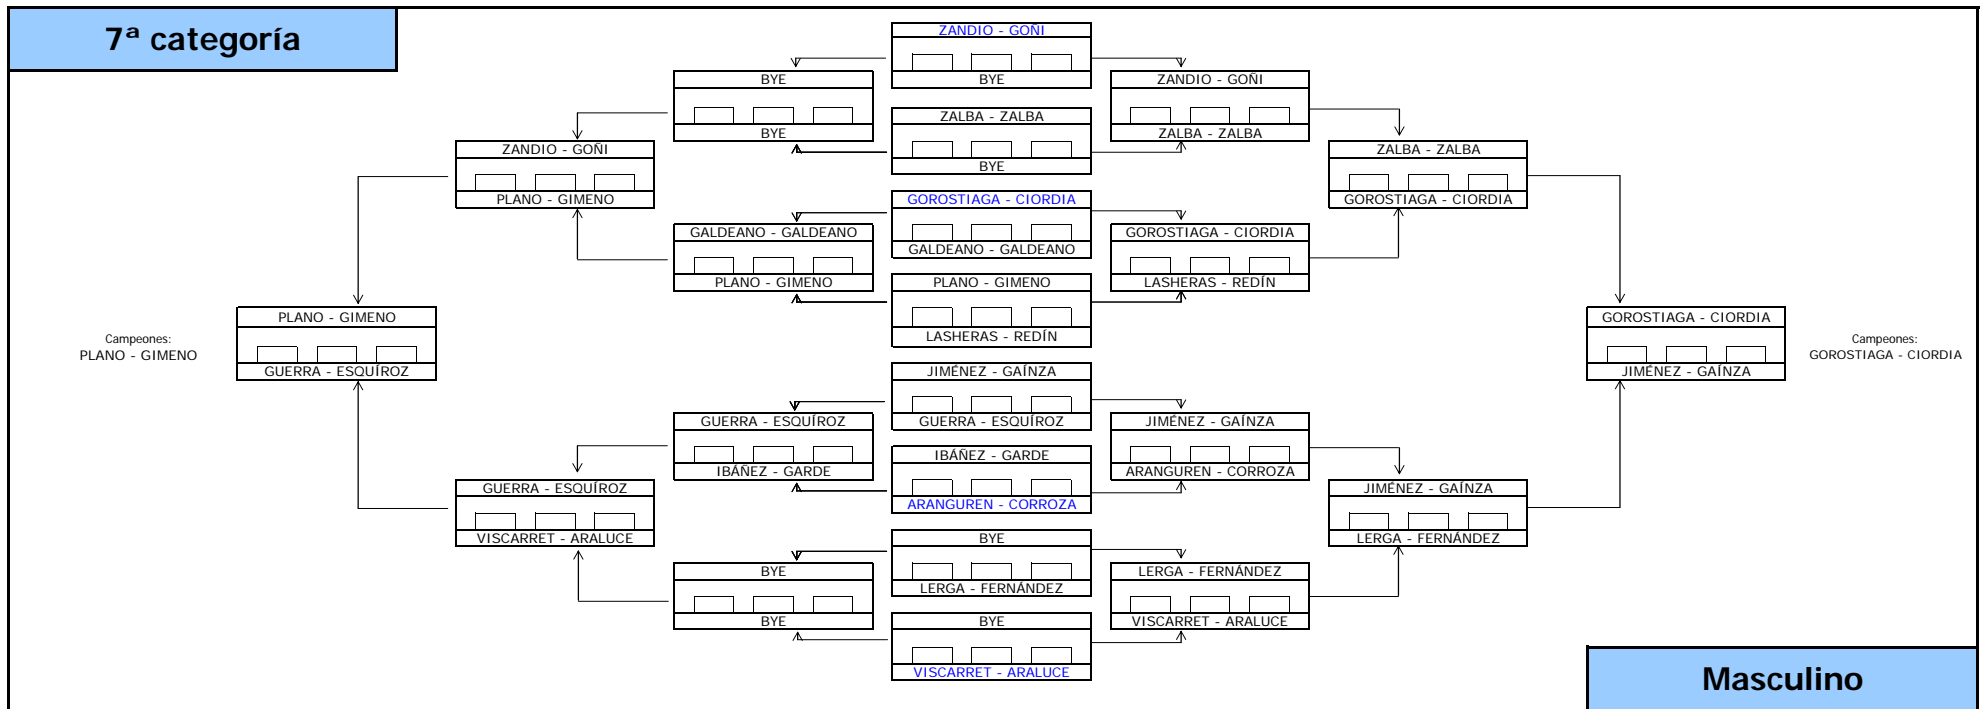 7ª categoría
ZANDIO - GOÑI
BYE
ZALBA - ZALBA
BYE
GOROSTIAGA - CIORDIA
GALDEANO - GALDEANO
PLANO - GIMENO
LASHERAS - REDÍN
JIMÉNEZ - GAÍNZA
GUERRA - ESQUÍROZ
IBÁÑEZ - GARDE
ARANGUREN - CORROZA
BYE
LERGA - FERNÁNDEZ
BYE
VISCARRET - ARALUCE
BYE
BYE
GALDEANO - GALDEANO
PLANO - GIMENO
GUERRA - ESQUÍROZ
IBÁÑEZ - GARDE
BYE
BYE
ZANDIO - GOÑI
PLANO - GIMENO
GUERRA - ESQUÍROZ
VISCARRET - ARALUCE
PLANO - GIMENO
GUERRA - ESQUÍROZ
Campeones:
PLANO - GIMENO
ZANDIO - GOÑI
ZALBA - ZALBA
GOROSTIAGA - CIORDIA
LASHERAS - REDÍN
JIMÉNEZ - GAÍNZA
ARANGUREN - CORROZA
LERGA - FERNÁNDEZ
VISCARRET - ARALUCE
ZALBA - ZALBA
GOROSTIAGA - CIORDIA
JIMÉNEZ - GAÍNZA
LERGA - FERNÁNDEZ
GOROSTIAGA - CIORDIA
JIMÉNEZ - GAÍNZA
Campeones:
GOROSTIAGA - CIORDIA
Masculino